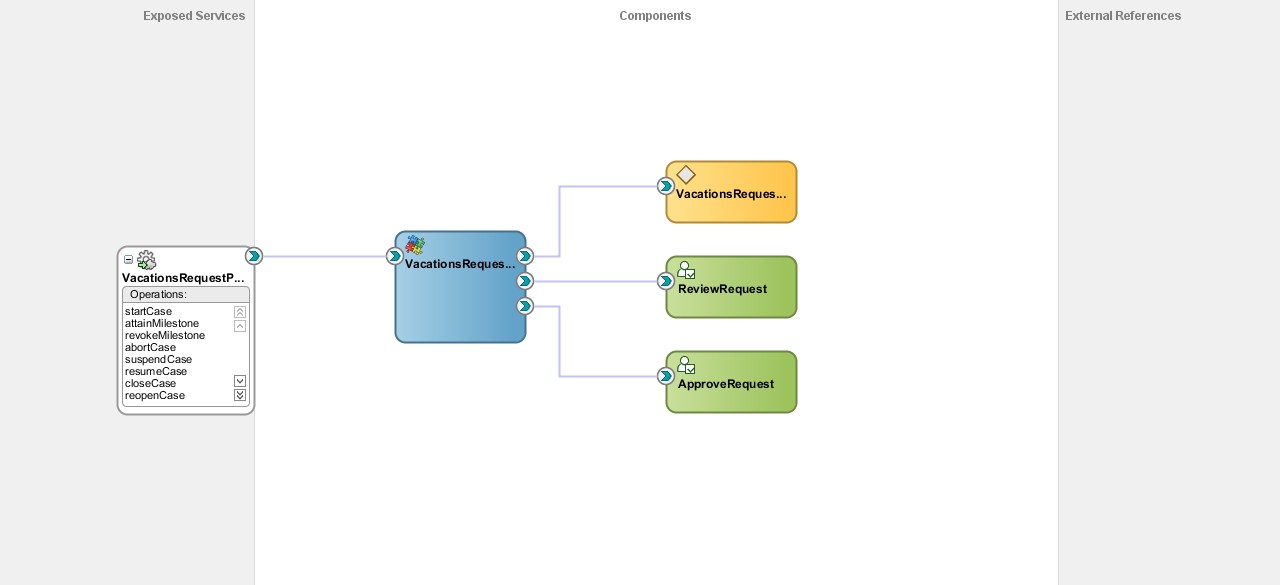 Exposed Services
Components
External References
VacationsRequestP...
Operations:
startCase
attainMilestone
revokeMilestone
abortCase
suspendCase
resumeCase
closeCase
reopenCase
VacationsReques...
VacationsReques...
ReviewRequest
ApproveRequest